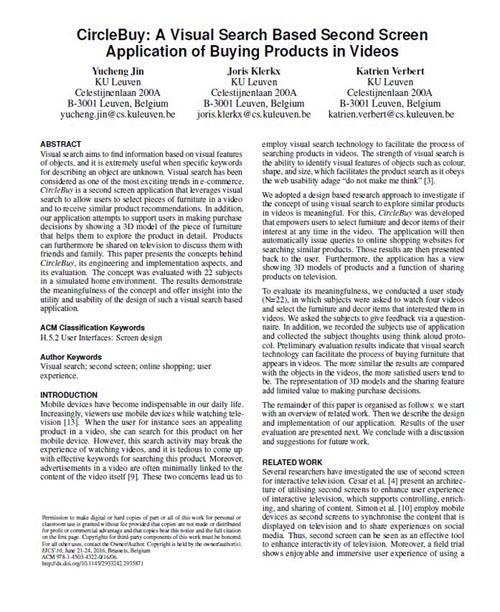 CircleBuy: A Visual Search Based Second Screen
Application of Buying Products in Videos
Yucheng Jin
KU Leuven
Celestijnenlaan 200A
B-3001 Leuven, Belgium
yucheng.jin@cs.kuleuven.be
Joris Klerkx
KU Leuven
Celestijnenlaan 200A
B-3001 Leuven, Belgium
joris.klerkx@cs.kuleuven.be
Katrien Verbert
KU Leuven
Celestijnenlaan 200A
B-3001 Leuven, Belgium
katrien.verbert@cs.kuleuven.be
ABSTRACT
Visual search aims to find information based on visual features
of objects, and it is extremely useful when specific keywords
for describing an object are unknown. Visual search has been
considered as one of the most exciting trends in e-commerce.
CircleBuy is a second screen application that leverages visual
search to allow users to select pieces of furniture in a video
and to receive similar product recommendations. In addition,
our application attempts to support users in making purchase
decisions by showing a 3D model of the piece of furniture
that helps them to explore the product in detail. Products
can furthermore be shared on television to discuss them with
friends and family. This paper presents the concepts behind
CircleBuy, its engineering and implementation aspects, and
its evaluation. The concept was evaluated with 22 subjects
in a simulated home environment. The results demonstrate
the meaningfulness of the concept and offer insight into the
utility and usability of the design of such a visual search based
application.
ACM Classification Keywords
H.5.2 User Interfaces: Screen design
Author Keywords
Visual search; second screen; online shopping; user
experience.
INTRODUCTION
Mobile devices have become indispensable in our daily life.
Increasingly, viewers use mobile devices while watching tele-
vision [13]. When the user for instance sees an appealing
product in a video, she can search for this product on her
mobile device. However, this search activity may break the
experience of watching videos, and it is tedious to come up
with effective keywords for searching this product. Moreover,
advertisements in a video are often minimally linked to the
content of the video itself [9]. These two concerns lead us to
Permission to make digital or hard copies of part or all of this work for personal or
classroom use is granted without fee provided that copies are not made or distributed
for profit or commercial advantage and that copies bear this notice and the full citation
on the first page. Copyrights for third-party components of this work must be honored.
For all other uses, contact the Owner/Author. Copyright is held by the owner/author(s).
EICS'16, June 21-24, 2016, Brussels, Belgium
ACM 978-1-4503-4322-0/16/06.
http://dx.doi.org/10.1145/2933242.2935871
employ visual search technology to facilitate the process of
searching products in videos. The strength of visual search is
the ability to identify visual features of objects such as colour,
shape, and size, which facilitates the product search as it obeys
the web usability adage “do not make me think” [3].
We adopted a design based research approach to investigate if
the concept of using visual search to explore similar products
in videos is meaningful. For this, CircleBuy was developed
that empowers users to select furniture and decor items of their
interest at any time in the video. The application will then
automatically issue queries to online shopping websites for
searching similar products. Those results are then presented
back to the user. Furthermore, the application has a view
showing 3D models of products and a function of sharing
products on television.
To evaluate its meaningfulness, we conducted a user study
(N=22), in which subjects were asked to watch four videos
and select the furniture and decor items that interested them in
videos. We asked the subjects to give feedback via a question-
naire. In addition, we recorded the subjects use of application
and collected the subject thoughts using think aloud proto-
col. Preliminary evaluation results indicate that visual search
technology can facilitate the process of buying furniture that
appears in videos. The more similar the results are compared
with the objects in the videos, the more satisfied users tend to
be. The representation of 3D models and the sharing feature
add limited value to making purchase decisions.
The remainder of this paper is organised as follows: we start
with an overview of related work. Then we describe the design
and implementation of our application. Results of the user
evaluation are presented next. We conclude with a discussion
and suggestions for future work.
RELATED WORK
Several researchers have investigated the use of second screen
for interactive television. Cesar et al. [4] present an architec-
ture of utilising second screens to enhance user experience
of interactive television, which supports controlling, enrich-
ing, and sharing of content. Simon et al. [10] employ mobile
devices as second screens to synchronise the content that is
displayed on television and to share experiences on social
media. Thus, second screen can be seen as an effective tool
to enhance interactivity of television. Moreover, a field trial
shows enjoyable and immersive user experience of using a